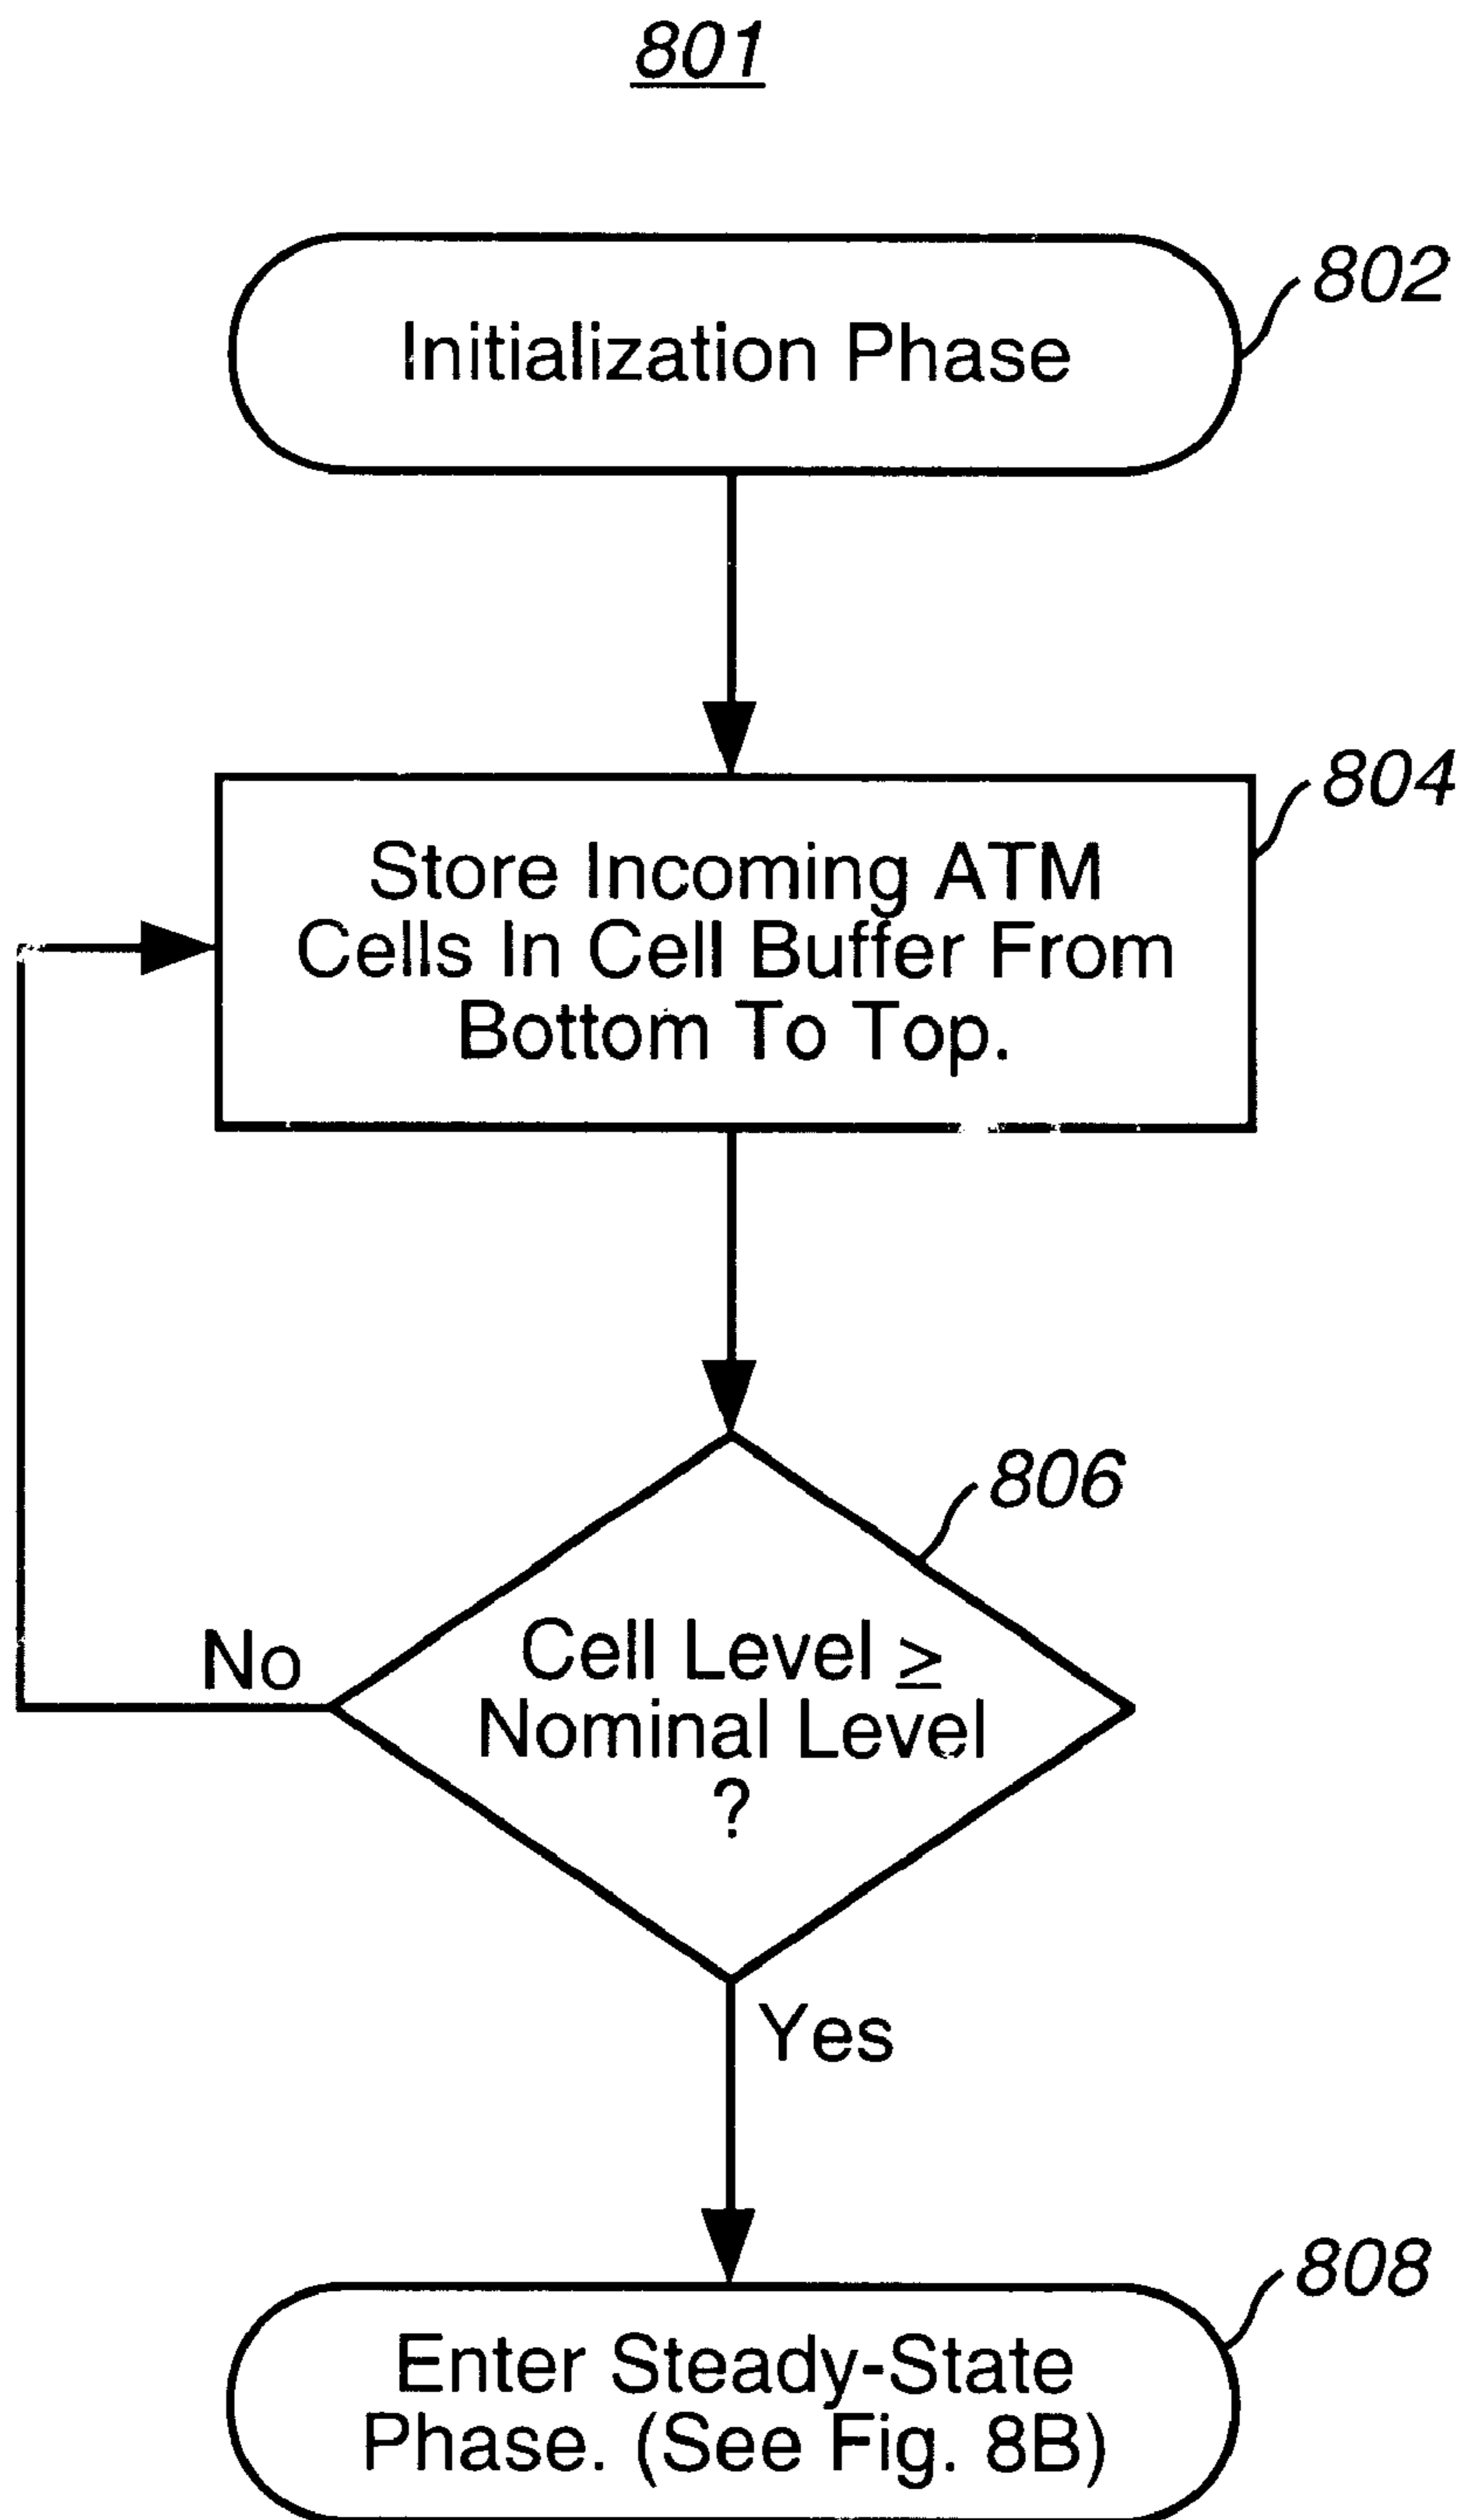 801
802
Initialization Phase
804
Store Incoming ATM
Cells In Cell Buffer From
Bottom To Top.
806
Cell Level ≥
Nominal Level
?
No
Yes
808
Enter Steady-State
Phase. (See Fig. 8B)